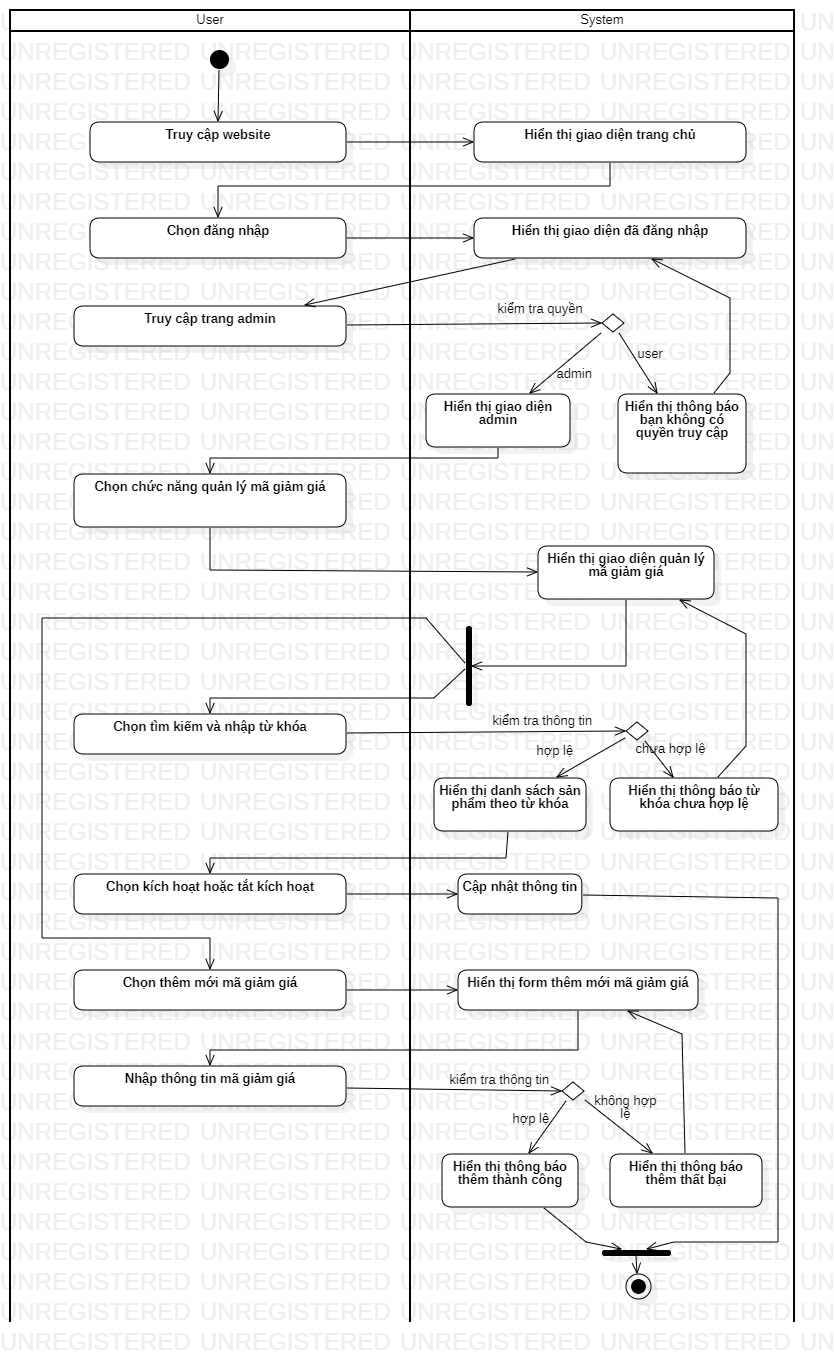 User
System
Truy cập website
Hiển thị giao diện trang chủ
Chọn đăng nhập
Hiển thị giao diện đã đăng nhập
Truy cập trang admin
kiểm tra quyền
admin
user
Hiển thị giao diện
admin
Hiển thị thông báo
bạn không có
quyền truy cập
Chọn chức năng quản lý mã giảm giá
Hiển thị giao diện quản lý
mã giảm giá
Chọn tìm kiếm và nhập từ khóa
kiểm tra thông tin
hợp lệ
chưa hợp lệ
Hiển thị danh sách sản
phẩm theo từ khóa
Hiển thị thông báo từ
khóa chưa hợp lệ
Chọn kích hoạt hoặc tắt kích hoạt
Cập nhật thông tin
Chọn thêm mới mã giảm giá
Hiển thị form thêm mới mã giảm giá
Nhập thông tin mã giảm giá
kiểm tra thông tin
hợp lệ
không hợp
lệ
Hiển thị thông báo
thêm thành công
Hiển thị thông báo
thêm thất bại
UNREGISTERED